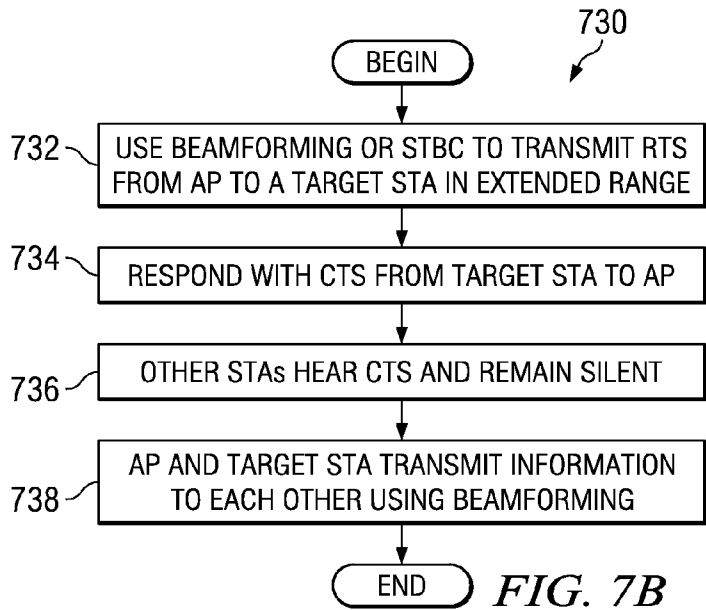 730
BEGIN
732
USE BEAMFORMING OR STBC TO TRANSMIT RTS
FROM AP TO A TARGET STA IN EXTENDED RANGE
734
RESPOND WITH CTS FROM TARGET STA TO AP
736
OTHER STAs HEAR CTS AND REMAIN SILENT
738
AP AND TARGET STA TRANSMIT INFORMATION
TO EACH OTHER USING BEAMFORMING
END
FIG. 7B